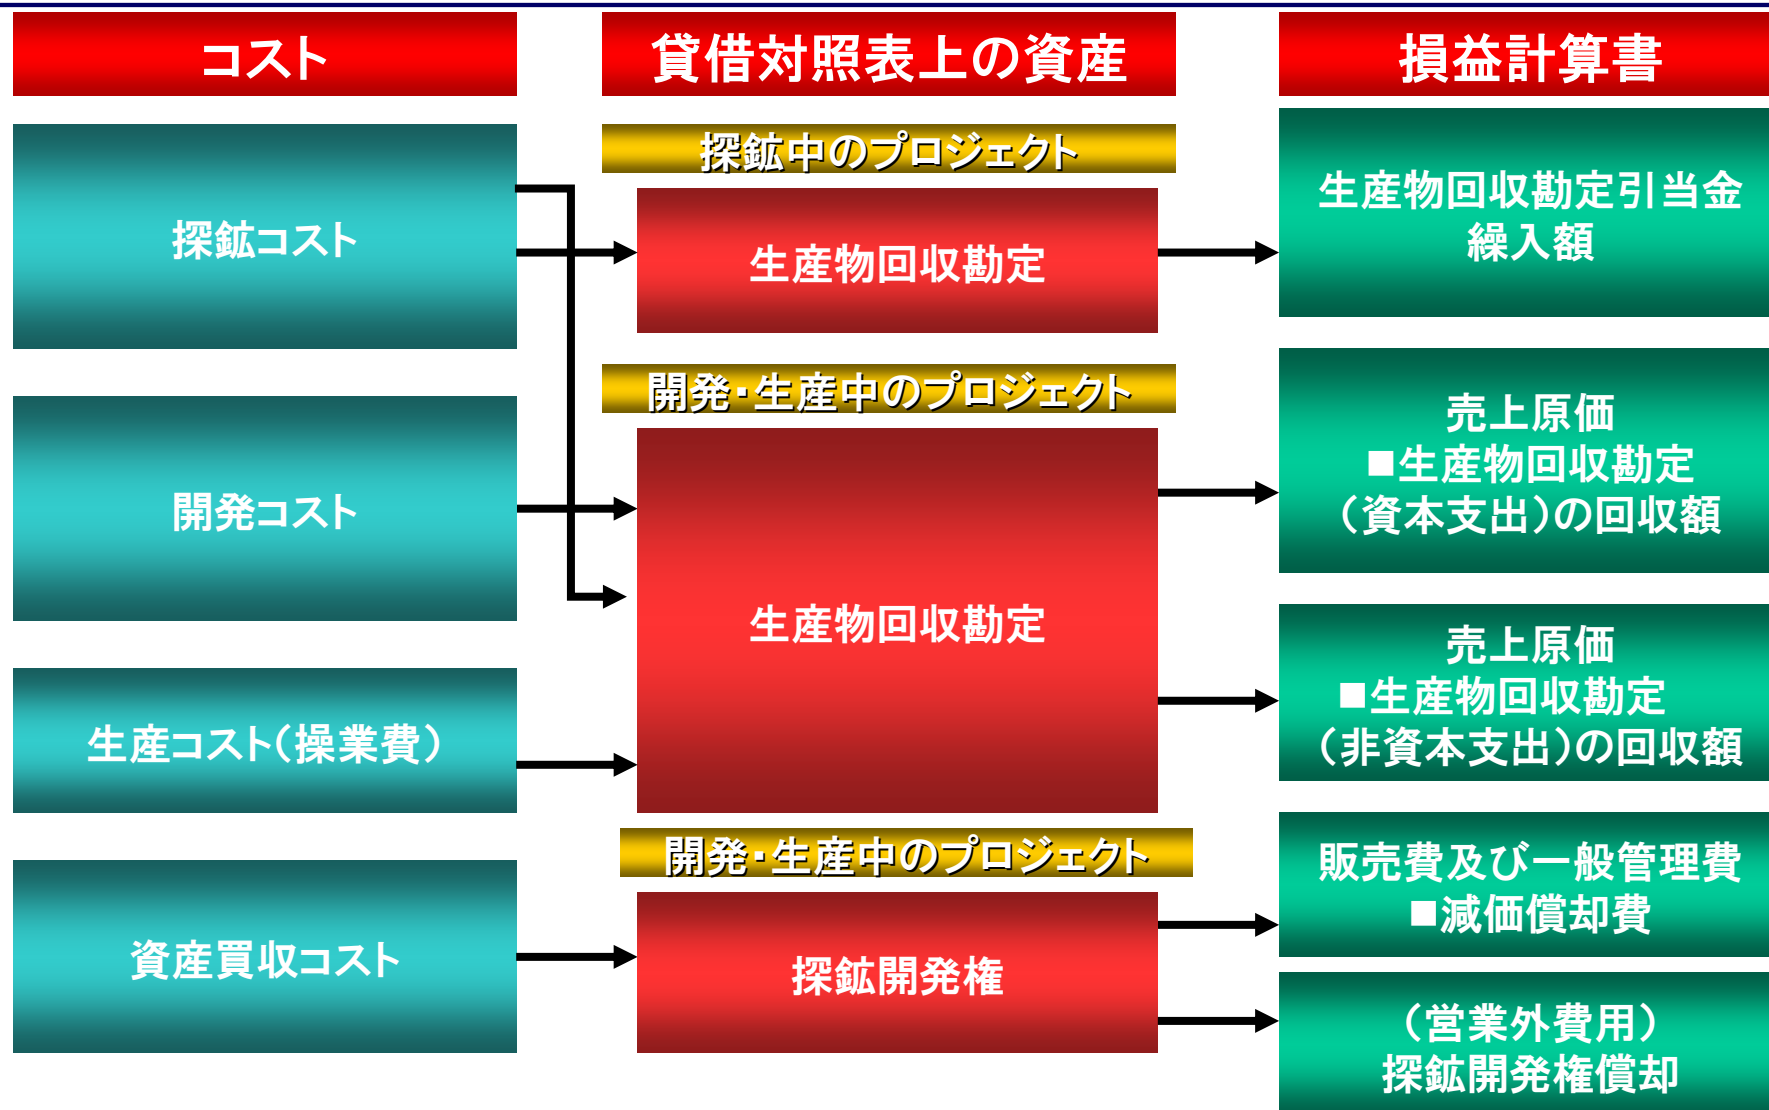 コスト
貸借対照表上の資産
損益計算書
探鉱コスト
開発コスト
生産コスト（操業費）
資産買収コスト
探鉱中のプロジェクト
生産物回収勘定
開発・生産中のプロジェクト
生産物回収勘定
開発・生産中のプロジェクト
探鉱開発権
生産物回収勘定引当金
繰入額
売上原価
■生産物回収勘定
（資本支出）の回収額
売上原価
■生産物回収勘定
（非資本支出）の回収額
販売費及び一般管理費
■減価償却費
（営業外費用）
探鉱開発権償却